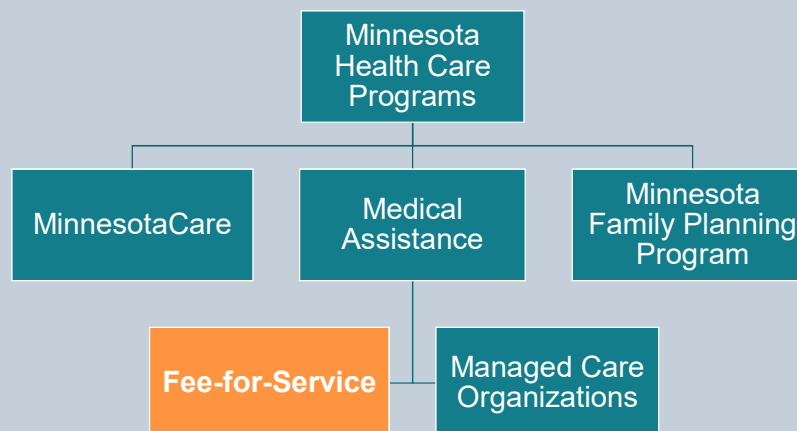 Minnesota
Health Care
Programs
MinnesotaCare
Medical
Assistance
Minnesota
Family Planning
Program
Fee-for-Service
Managed Care
Organizations